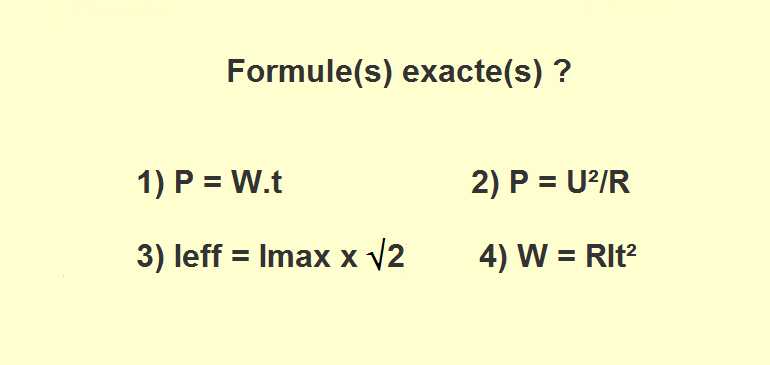 Formule(s) exacte(s) ?
1) P = W.t 2) P = U²/R
3) Ieff = Imax x √2 4) W = RIt²